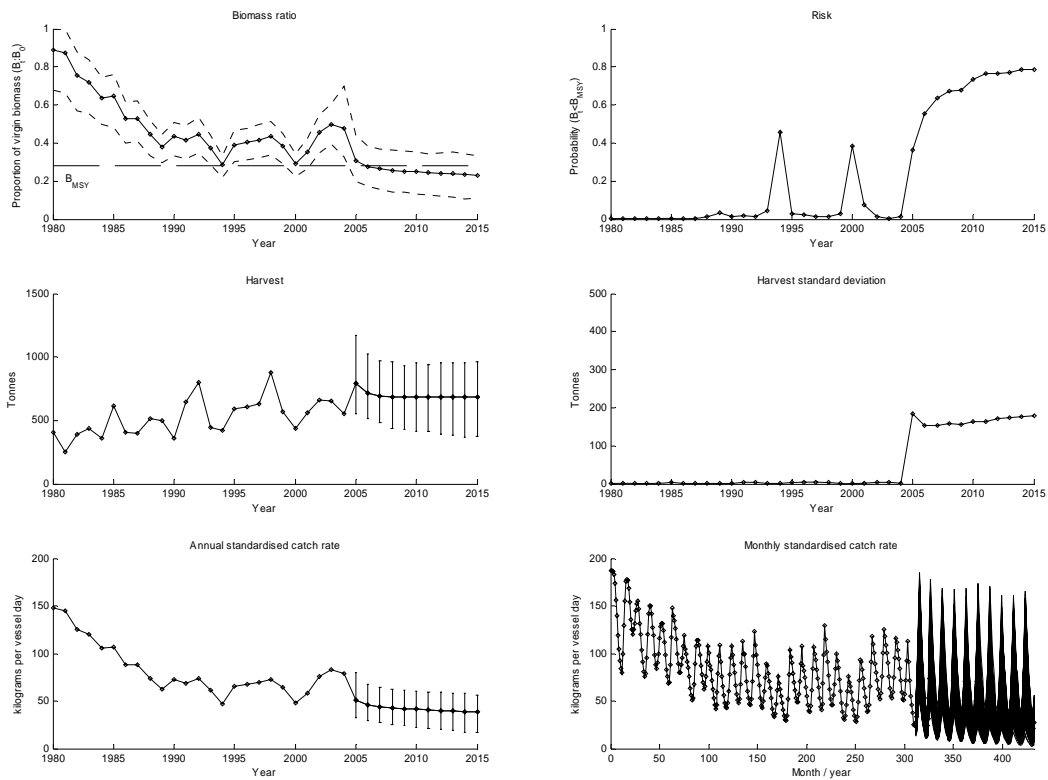 Biomass ratio
Proportion of virgin biomass (Bt:B0)
1
0.8
0.6
0.4
0.2
0
BMSY
1980 1985 1990 1995 2000 2005 2010 2015
Year
Risk
Probability (Bt<BMSY)
1
0.8
0.6
0.4
0.2
0
1980 1985 1990 1995 2000 2005 2010 2015
Year
Harvest
Tonnes
1500
1000
500
0
1980 1985 1990 1995 2000 2005 2010 2015
Year
Harvest standard deviation
Tonnes
500
400
300
200
100
0
1980 1985 1990 1995 2000 2005 2010 2015
Year
Annual standardised catch rate
kilograms per vessel day
200
150
100
50
0
1980 1985 1990 1995 2000 2005 2010 2015
Year
Monthly standardised catch rate
kilograms per vessel day
200
150
100
50
0
0 50 100 150 200 250 300 350 400
Month / year